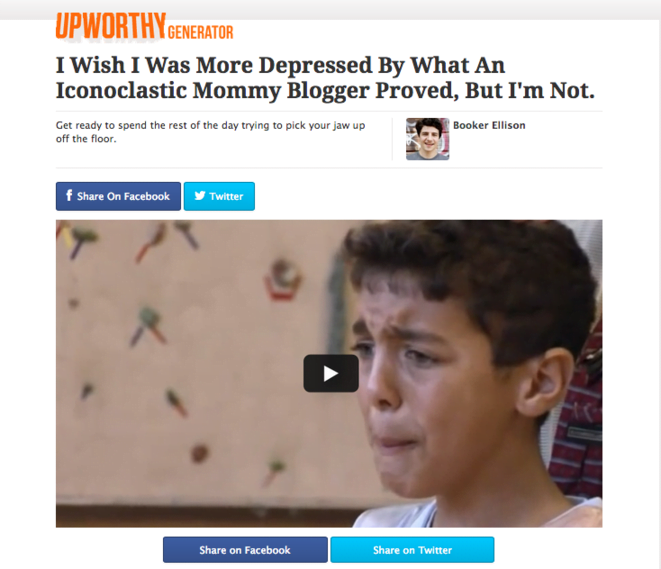 UPWORTHY GENERATOR
I Wish I Was More Depressed By What An
Iconoclastic Mommy Blogger Proved, But I'm Not.
Get ready to spend the rest of the day trying to pick your jaw up
off the floor.
Booker Ellison
Share On Facebook
Twitter
Share on Facebook
Share on Twitter